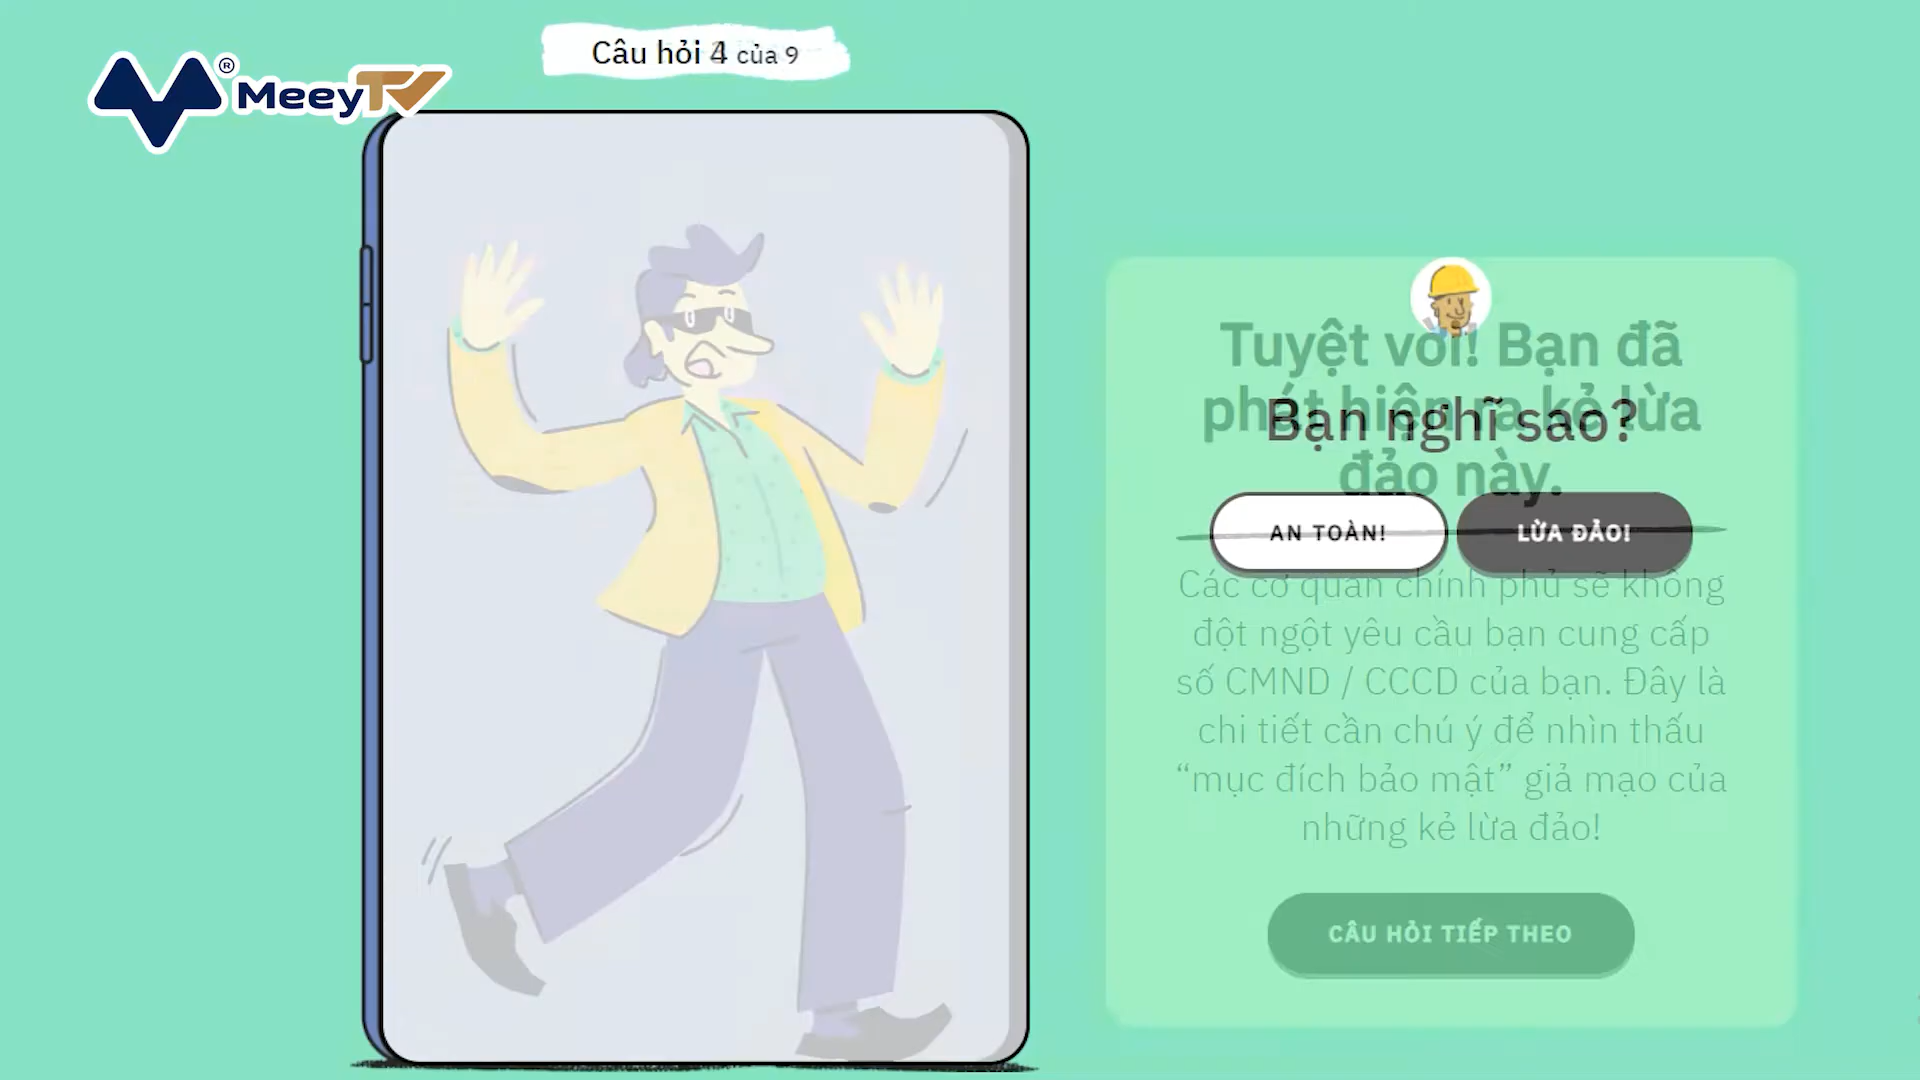 Câu hỏi 4 của 9
® MeeyTV
Tuyệt vời! Bạn đã
phát hiện ra kẻ lừa
đảo này.
Bạn nghĩ sao?
AN TOÀN!
LỪA ĐẢO!
Các cơ quan chính phủ sẽ không
đột ngột yêu cầu bạn cung cấp
số CMND / CCCD của bạn. Đây là
chi tiết cần chú ý để nhìn thấu
“mục đích bảo mật” giả mạo của
những kẻ lừa đảo!
CÂU HỎI TIẾP THEO